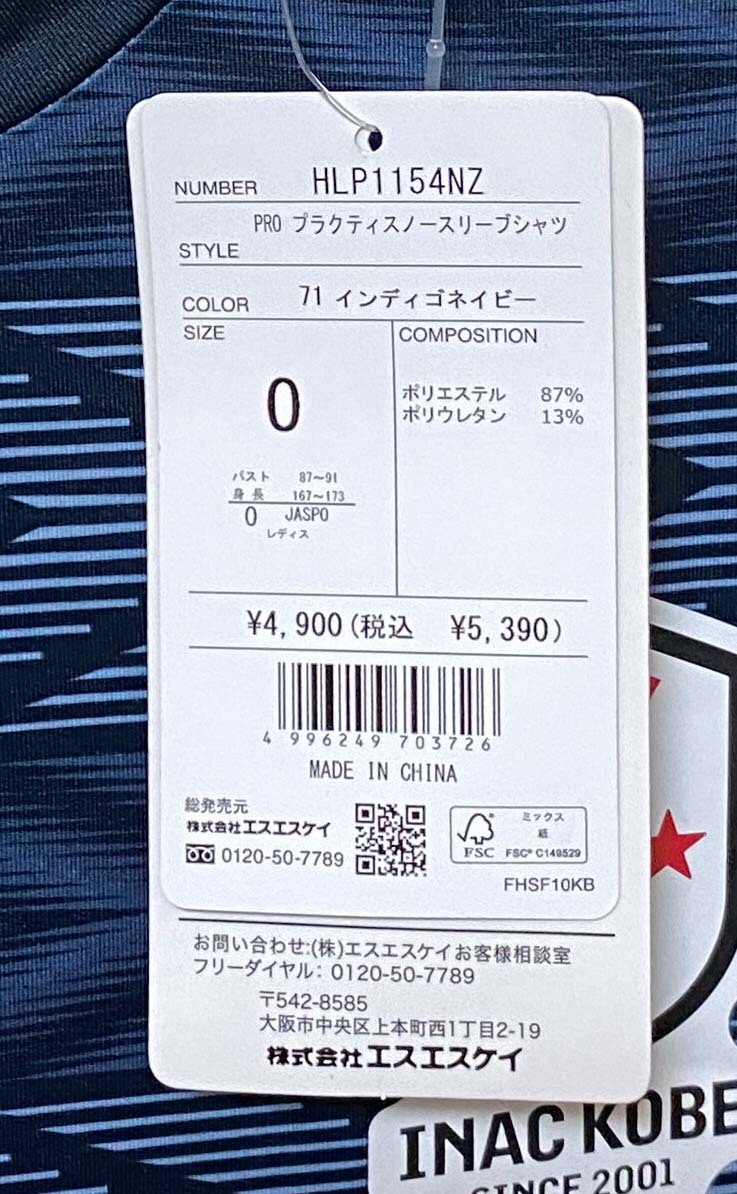 NUMBER HLP1154NZ
PRO プラクティスノースリーブシャツ
STYLE
COLOR 71 インディゴネイビー
SIZE
0
バスト 87~91
身長 167~173
0 JASPO
レディス
COMPOSITION
ポリエステル 87%
ポリウレタン 13%
¥4,900(税込 ¥5,390)
4 996249 703726
MADE IN CHINA
総発売元
株式会社エスエスケイ
0120-50-7789
ミックス
紙
FSC FSC® C149529
FHSF10KB
お問い合わせ:(株)エスエスケイお客様相談室
フリーダイヤル: 0120-50-7789
〒542-8585
大阪市中央区上本町西1丁目2-19
株式会社エスエスケイ
INAC KOBE
SINCE 2001